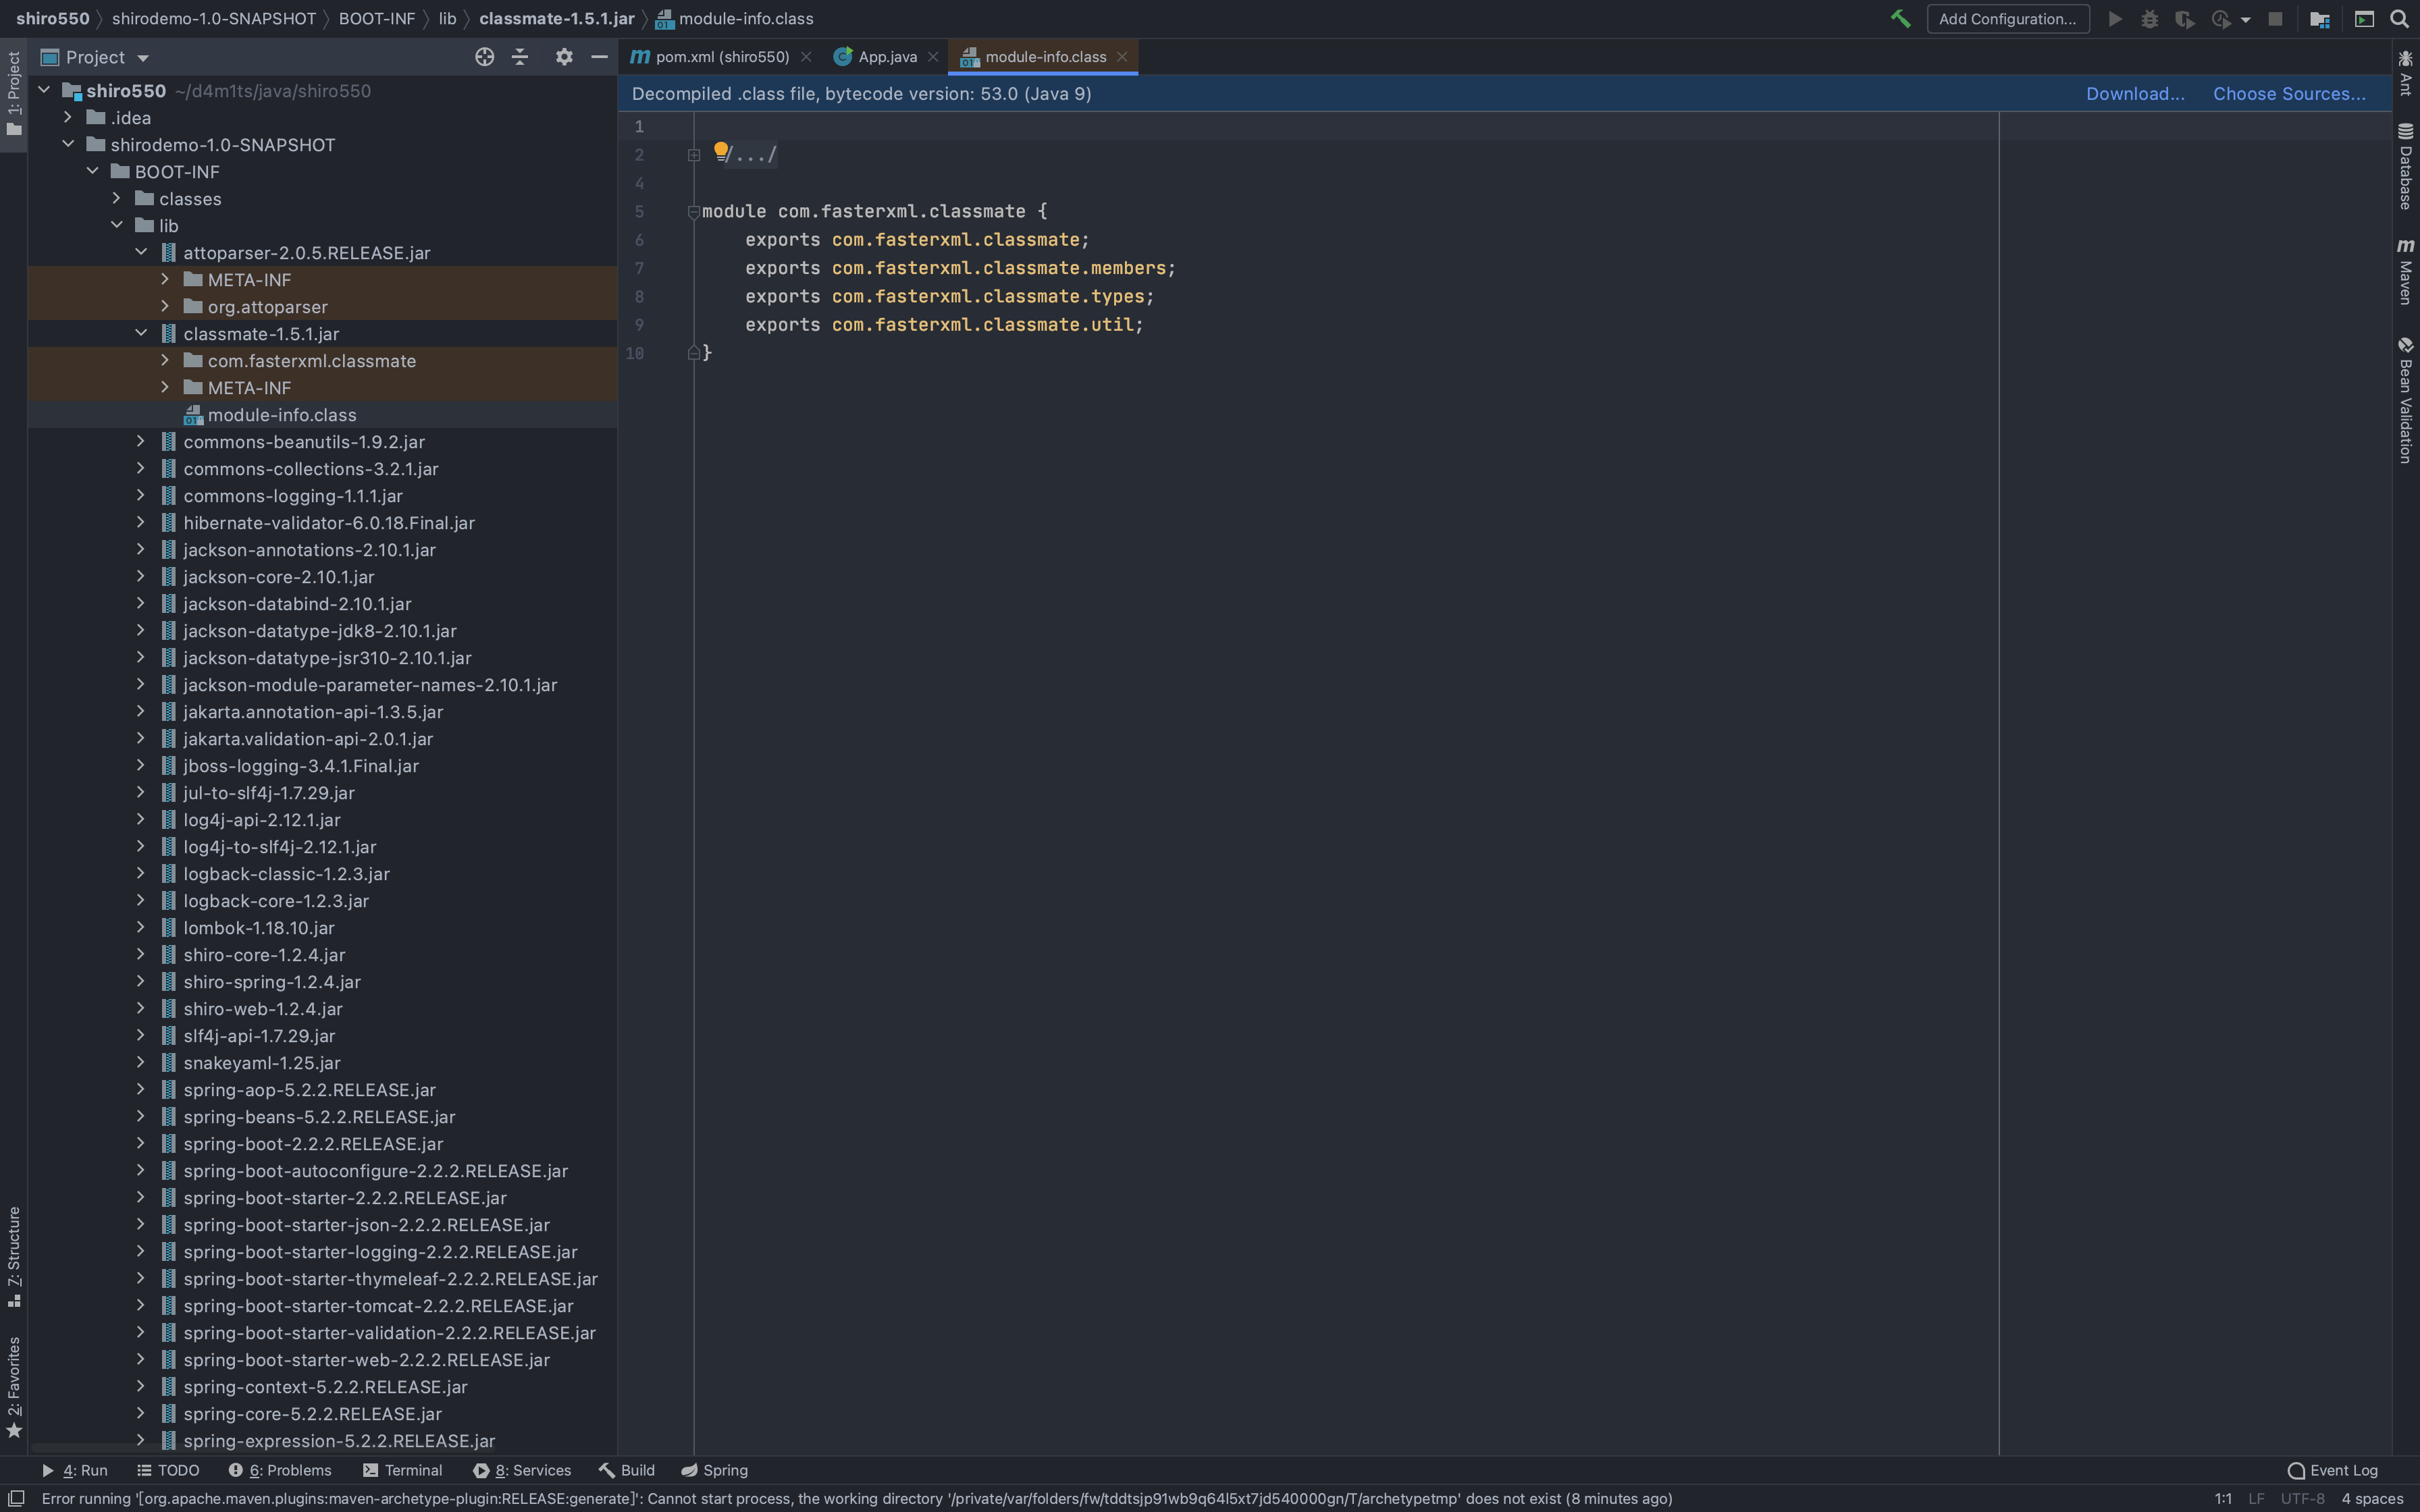 shiro550 shirodemo-1.0-SNAPSHOT BOOT-INF lib classmate-1.5.1.jar module-info.class
Add Configuration...
Project
pom.xml (shiro550) App.java module-info.class
Decompiled .class file, bytecode version: 53.0 (Java 9) Download... Choose Sources...
1: Project
7: Structure
2: Favorites
shiro550 ~/d4m1ts/java/shiro550
.idea
shirodemo-1.0-SNAPSHOT
BOOT-INF
classes
lib
attoparser-2.0.5.RELEASE.jar
META-INF
org.attoparser
classmate-1.5.1.jar
com.fasterxml.classmate
META-INF
module-info.class
commons-beanutils-1.9.2.jar
commons-collections-3.2.1.jar
commons-logging-1.1.1.jar
hibernate-validator-6.0.18.Final.jar
jackson-annotations-2.10.1.jar
jackson-core-2.10.1.jar
jackson-databind-2.10.1.jar
jackson-datatype-jdk8-2.10.1.jar
jackson-datatype-jsr310-2.10.1.jar
jackson-module-parameter-names-2.10.1.jar
jakarta.annotation-api-1.3.5.jar
jakarta.validation-api-2.0.1.jar
jboss-logging-3.4.1.Final.jar
jul-to-slf4j-1.7.29.jar
log4j-api-2.12.1.jar
log4j-to-slf4j-2.12.1.jar
logback-classic-1.2.3.jar
logback-core-1.2.3.jar
lombok-1.18.10.jar
shiro-core-1.2.4.jar
shiro-spring-1.2.4.jar
shiro-web-1.2.4.jar
slf4j-api-1.7.29.jar
snakeyaml-1.25.jar
spring-aop-5.2.2.RELEASE.jar
spring-beans-5.2.2.RELEASE.jar
spring-boot-2.2.2.RELEASE.jar
spring-boot-autoconfigure-2.2.2.RELEASE.jar
spring-boot-starter-2.2.2.RELEASE.jar
spring-boot-starter-json-2.2.2.RELEASE.jar
spring-boot-starter-logging-2.2.2.RELEASE.jar
spring-boot-starter-thymeleaf-2.2.2.RELEASE.jar
spring-boot-starter-tomcat-2.2.2.RELEASE.jar
spring-boot-starter-validation-2.2.2.RELEASE.jar
spring-boot-starter-web-2.2.2.RELEASE.jar
spring-context-5.2.2.RELEASE.jar
spring-core-5.2.2.RELEASE.jar
spring-expression-5.2.2.RELEASE.jar
1
2 /.../
4
5 module com.fasterxml.classmate {
6 exports com.fasterxml.classmate;
7 exports com.fasterxml.classmate.members;
8 exports com.fasterxml.classmate.types;
9 exports com.fasterxml.classmate.util;
10 }
Ant
Database
Maven
Bean Validation
4: Run TODO 6: Problems Terminal 8: Services Build Spring Event Log
Error running '[org.apache.maven.plugins:maven-archetype-plugin:RELEASE:generate]': Cannot start process, the working directory '/private/var/folders/fw/tddtsjp91wb9q64l5xt7jd540000gn/T/archetypetmp' does not exist (8 minutes ago) 1:1 LF UTF-8 4 spaces